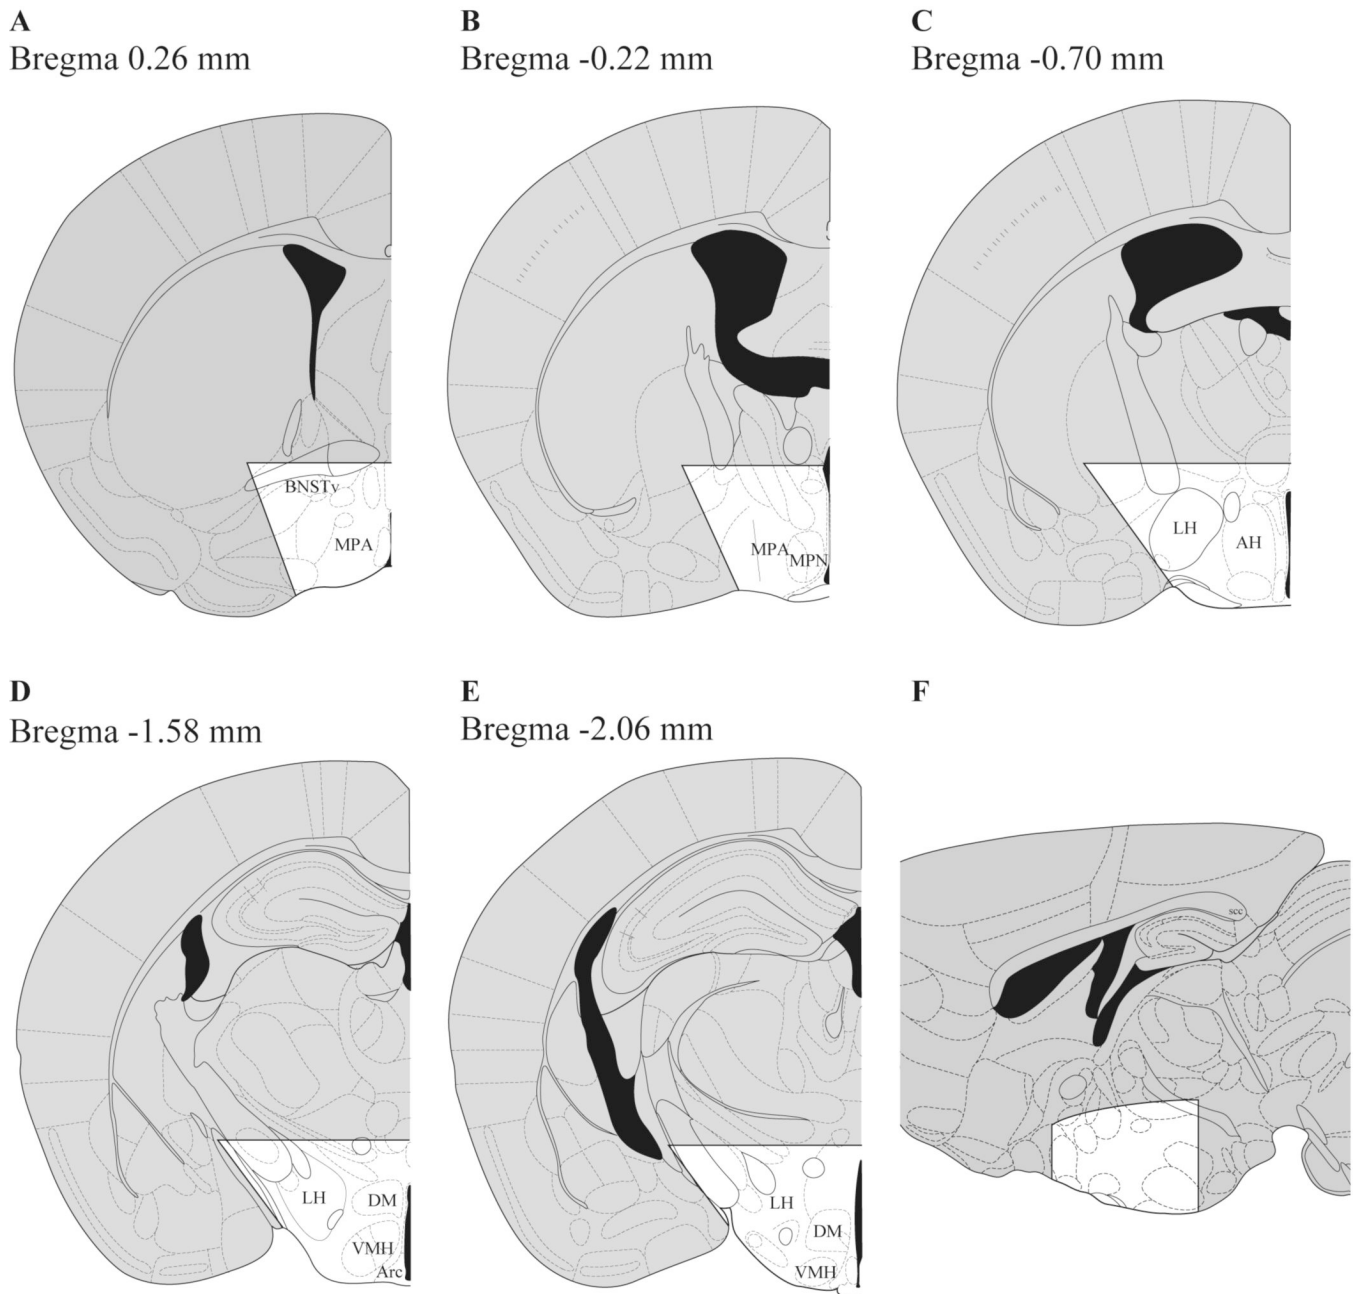 A
Bregma 0.26 mm
BNSTv
MPA
B
Bregma -0.22 mm
MPA
MPN
C
Bregma -0.70 mm
LH
AH
D
Bregma -1.58 mm
LH
DM
VMH
Arc
E
Bregma -2.06 mm
LH
DM
VMH
F
scc